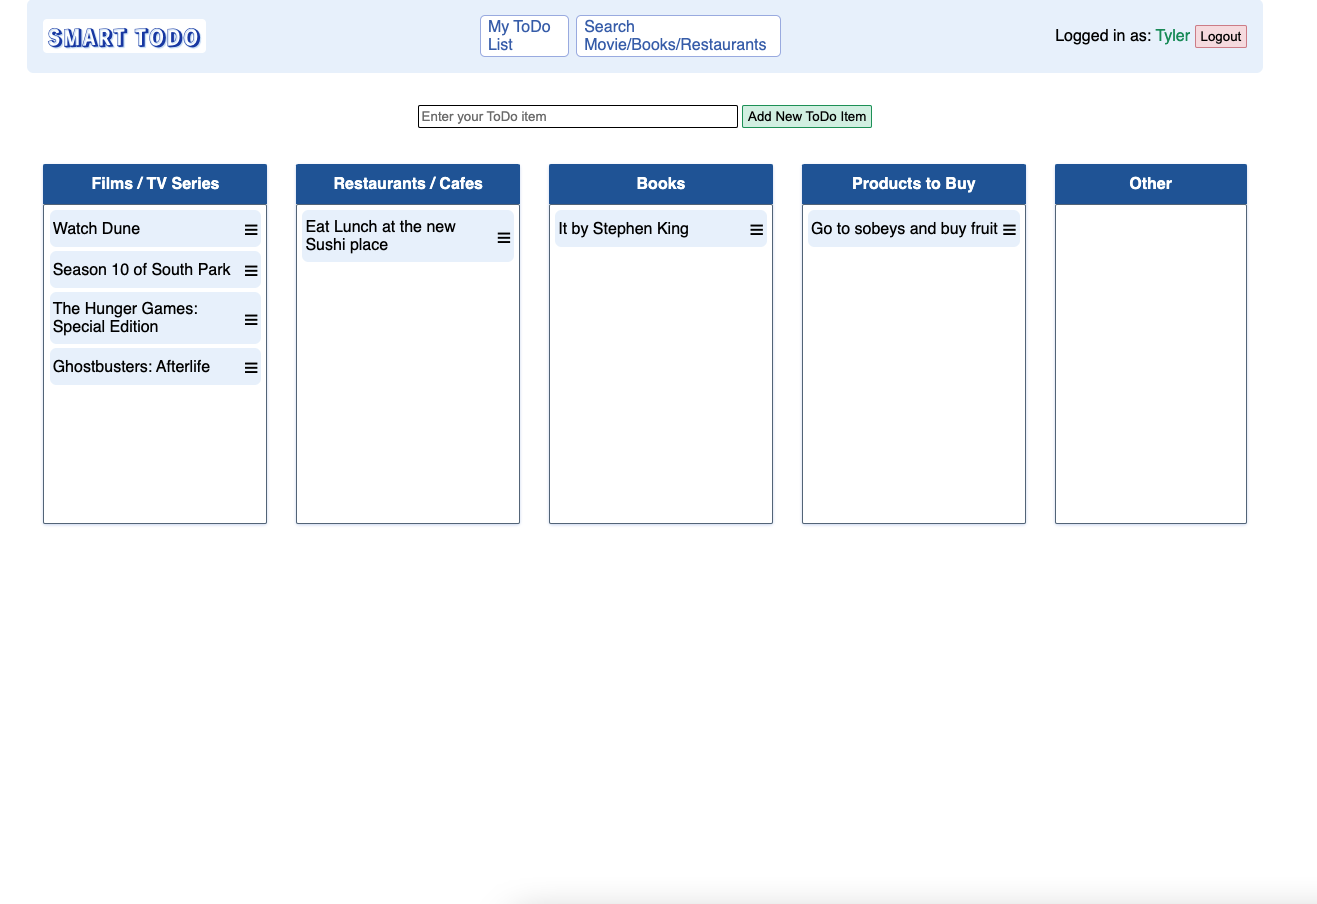 SMART TODO
My ToDo
List
Search
Movie/Books/Restaurants
Logged in as: Tyler Logout
Enter your ToDo item
Add New ToDo Item
Films / TV Series
Watch Dune
Season 10 of South Park
The Hunger Games:
Special Edition
Ghostbusters: Afterlife
Restaurants / Cafes
Eat Lunch at the new
Sushi place
Books
It by Stephen King
Products to Buy
Go to sobeys and buy fruit
Other